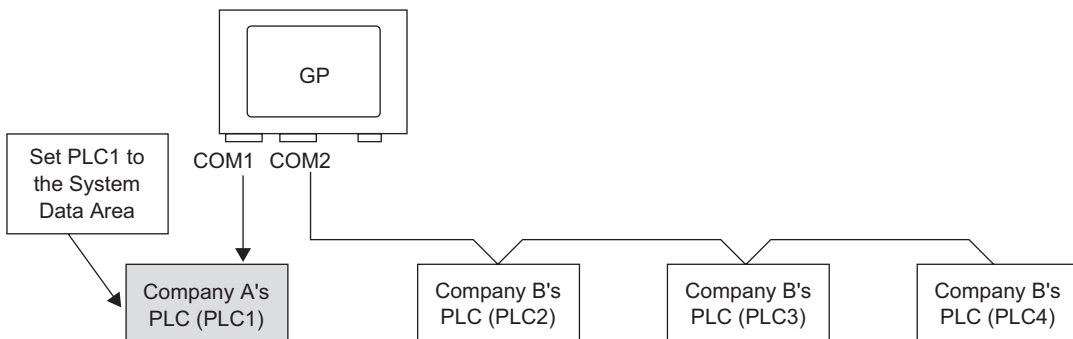 GP
COM1 COM2
Set PLC1 to
the System
Data Area
Company A's
PLC (PLC1)
Company B's
PLC (PLC2)
Company B's
PLC (PLC3)
Company B's
PLC (PLC4)